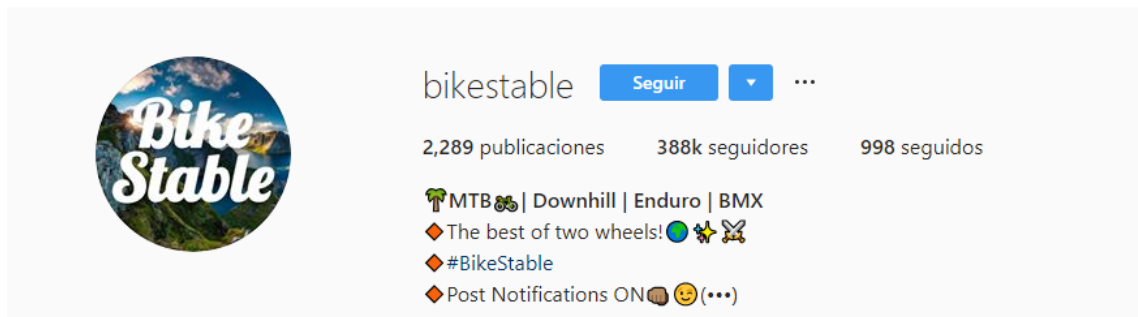 Bike
Stable
bikestable Seguir ▼ •••
2,289 publicaciones 388k seguidores 998 seguidos
🌴MTB🚵| Downhill | Enduro | BMX
🔸The best of two wheels!🌍✨⚔
🔸#BikeStable
🔸Post Notifications ON👊🏽😉(•••)